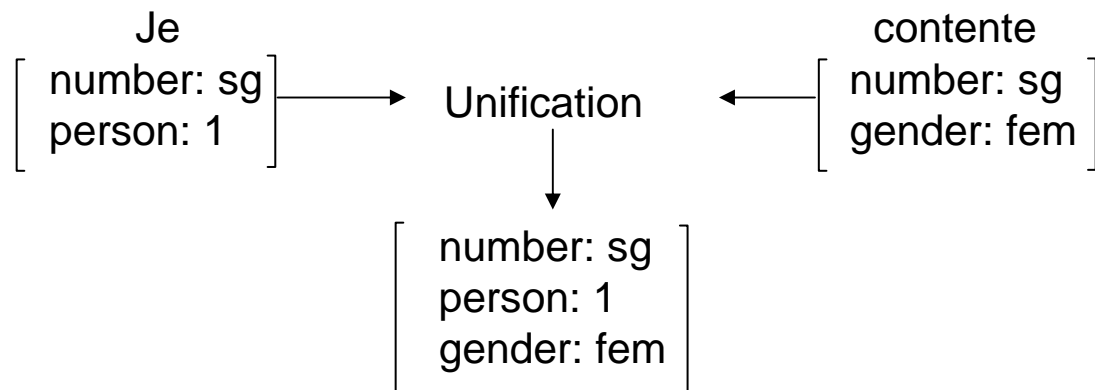 Je
number: sg
person: 1
Unification
contente
number: sg
gender: fem
number: sg
person: 1
gender: fem